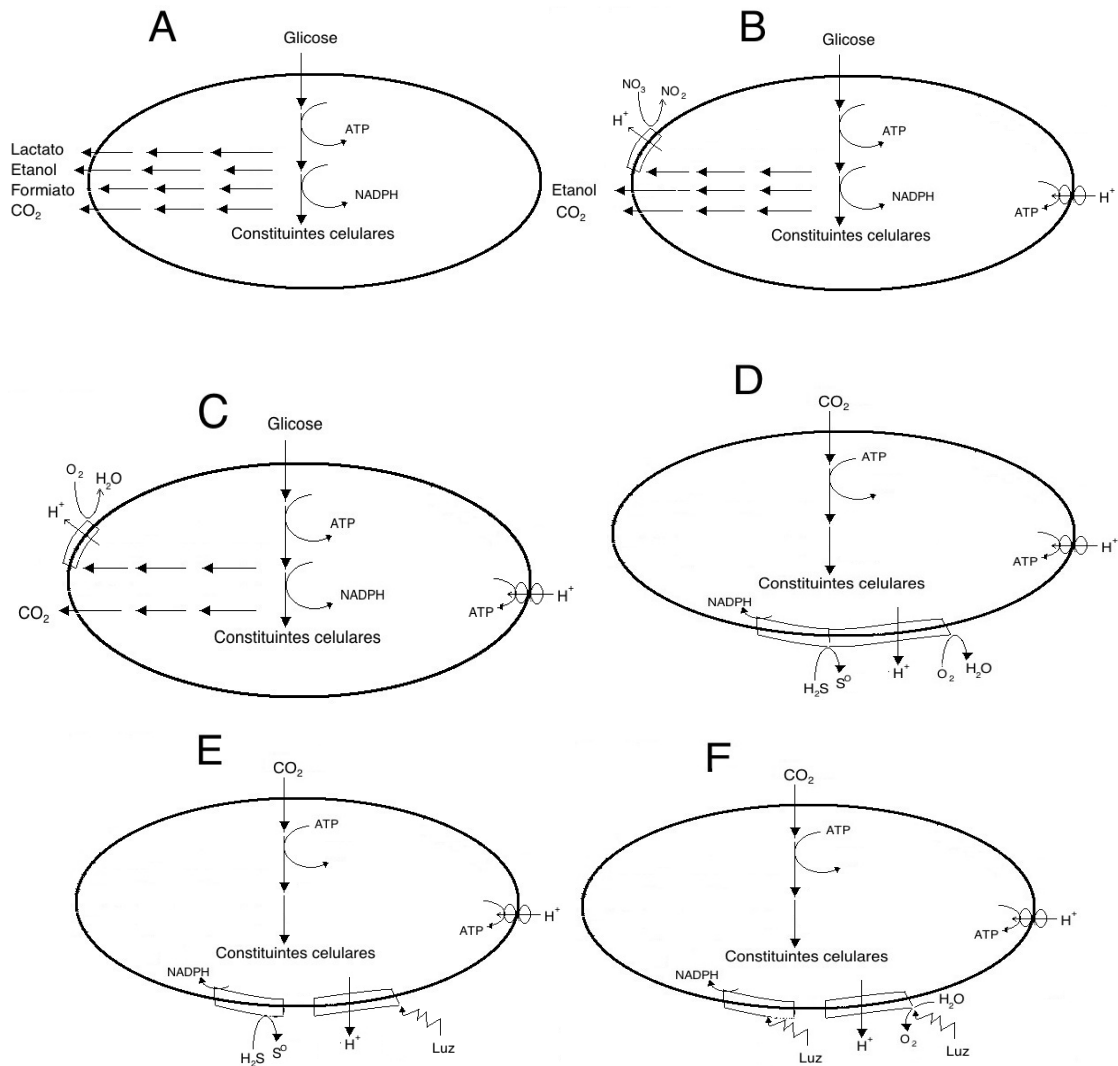 A
Glicose
ATP
Lactato
Etanol
Formiato
CO₂
NADPH
Constituintes celulares
B
Glicose
NO₃
NO₂
H⁺
ATP
Etanol
CO₂
NADPH
H⁺
ATP
Constituintes celulares
C
Glicose
O₂
H₂O
H⁺
ATP
NADPH
CO₂
ATP
H⁺
Constituintes celulares
D
CO₂
ATP
H⁺
ATP
Constituintes celulares
NADPH
H₂S
S⁰
H⁺
O₂
H₂O
E
CO₂
ATP
H⁺
ATP
Constituintes celulares
NADPH
H₂S
S⁰
H⁺
Luz
F
CO₂
ATP
H⁺
ATP
Constituintes celulares
NADPH
H₂O
Luz
H⁺
O₂
Luz